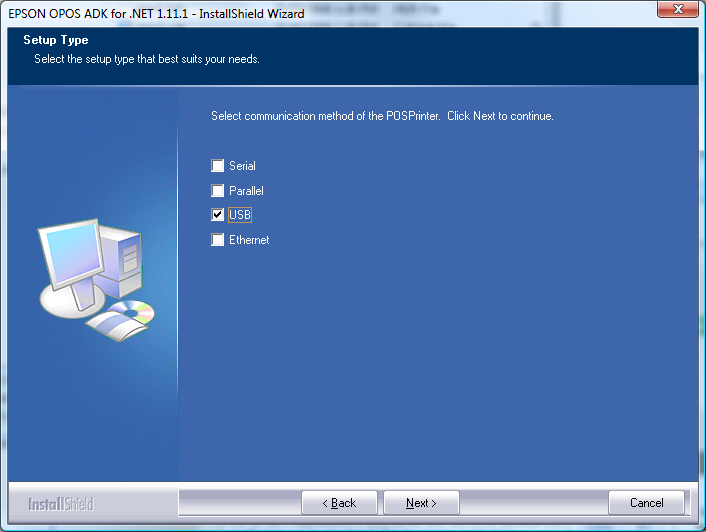 EPSON OPOS ADK for .NET 1.11.1 - InstallShield Wizard
Setup Type
Select the setup type that best suits your needs.
Select communication method of the POSPrinter.  Click Next to continue.
Serial
Parallel
USB
Ethernet
InstallShield
< Back
Next >
Cancel